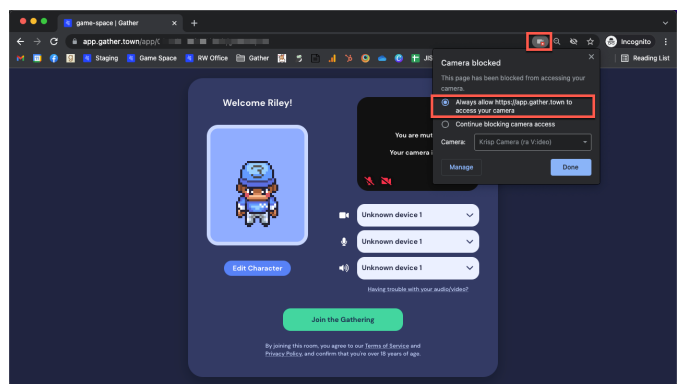 game-space | Gather
app.gather.town/app/
Incognito
Staging
Game Space
RW Office
Gather
JIS
Reading List
Camera blocked
This page has been blocked from accessing your
camera.
Always allow https://app.gather.town to
access your camera
Continue blocking camera access
Camera:
Krisp Camera (ra V:ideo)
Manage
Done
Welcome Riley!
You are mut
Your camera i
Unknown device 1
Unknown device 1
Edit Character
Unknown device 1
Having trouble with your audio/video?
Join the Gathering
By joining this room, you agree to our Terms of Service and
Privacy Policy, and confirm that you're over 18 years of age.